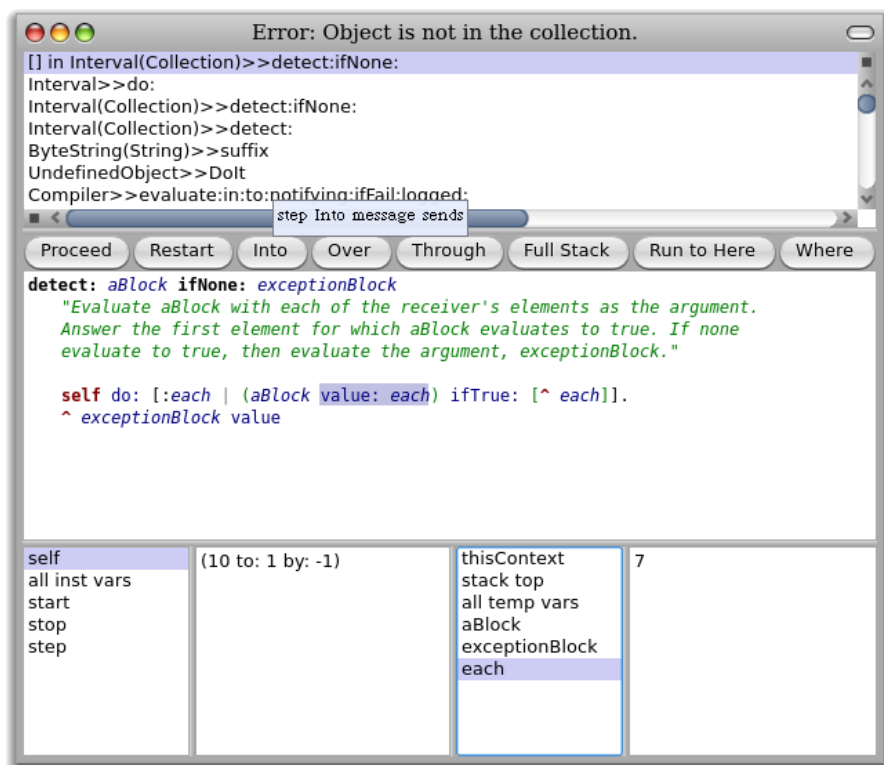 Error: Object is not in the collection.
[] in Interval(Collection)>>detect:ifNone:
Interval>>do:
Interval(Collection)>>detect:ifNone:
Interval(Collection)>>detect:
ByteString(String)>>suffix
UndefinedObject>>DoIt
Compiler>>evaluate:in:to:notifying:ifFail:logged:
step Into message sends
Proceed Restart Into Over Through Full Stack Run to Here Where
detect: aBlock ifNone: exceptionBlock
"Evaluate aBlock with each of the receiver's elements as the argument.
Answer the first element for which aBlock evaluates to true. If none
evaluate to true, then evaluate the argument, exceptionBlock."
self do: [:each | (aBlock value: each) ifTrue: [^ each]].
^ exceptionBlock value
self
all inst vars
start
stop
step
(10 to: 1 by: -1)
thisContext
stack top
all temp vars
aBlock
exceptionBlock
each
7